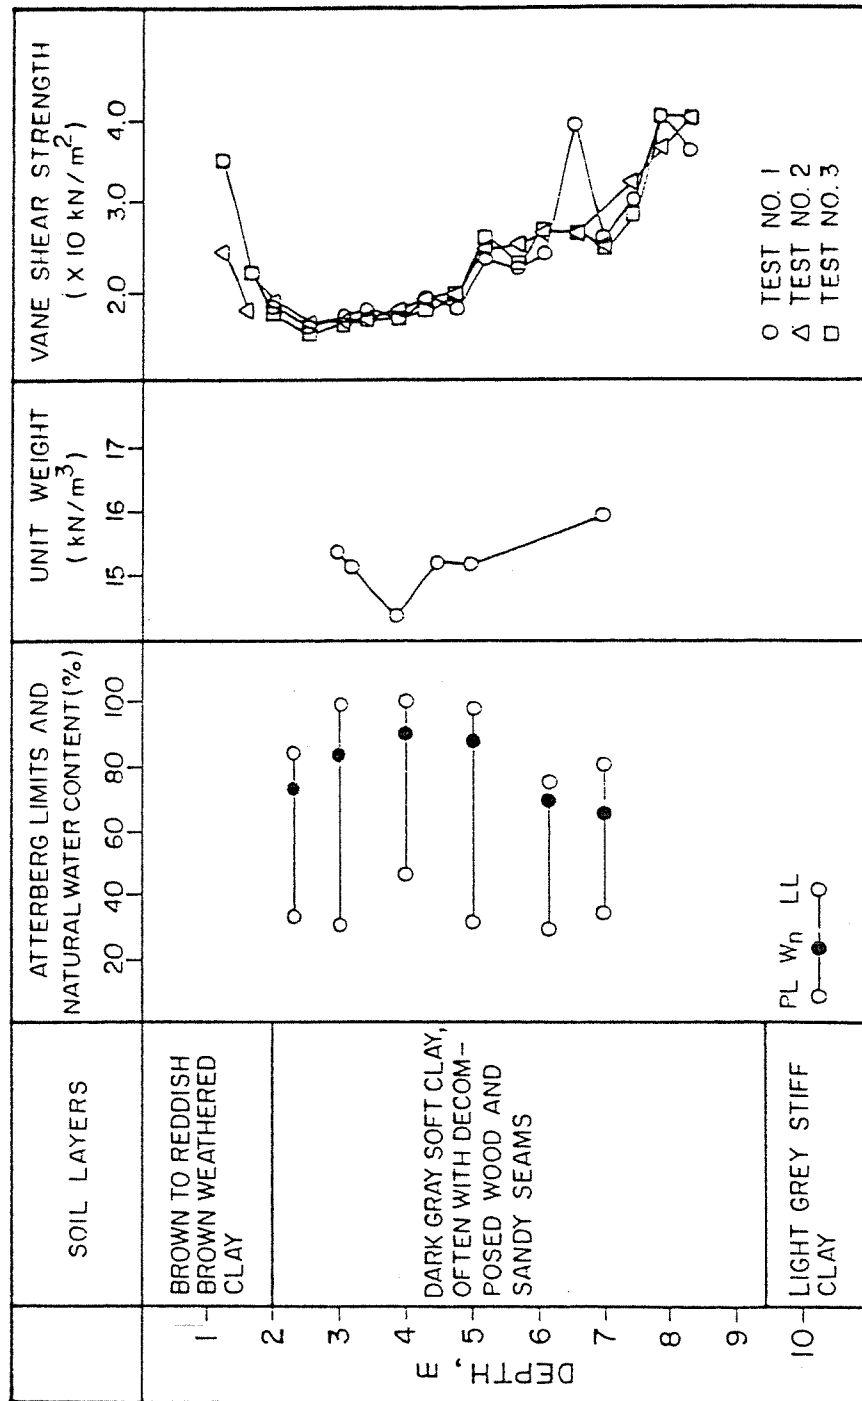 SOIL LAYERS
ATTERBERG LIMITS AND
NATURAL WATER CONTENT (%)
20 40 60 80 100
UNIT WEIGHT
(kN/m³)
15 16 17
VANE SHEAR STRENGTH
(X 10 kN/m²)
2.0 3.0 4.0
DEPTH, m
1
2
3
4
5
6
7
8
9
10
BROWN TO REDDISH
BROWN WEATHERED
CLAY
DARK GRAY SOFT CLAY,
OFTEN WITH DECOM-
POSED WOOD AND
SANDY SEAMS
LIGHT GREY STIFF
CLAY
PL Wn LL
TEST NO. 1
TEST NO. 2
TEST NO. 3